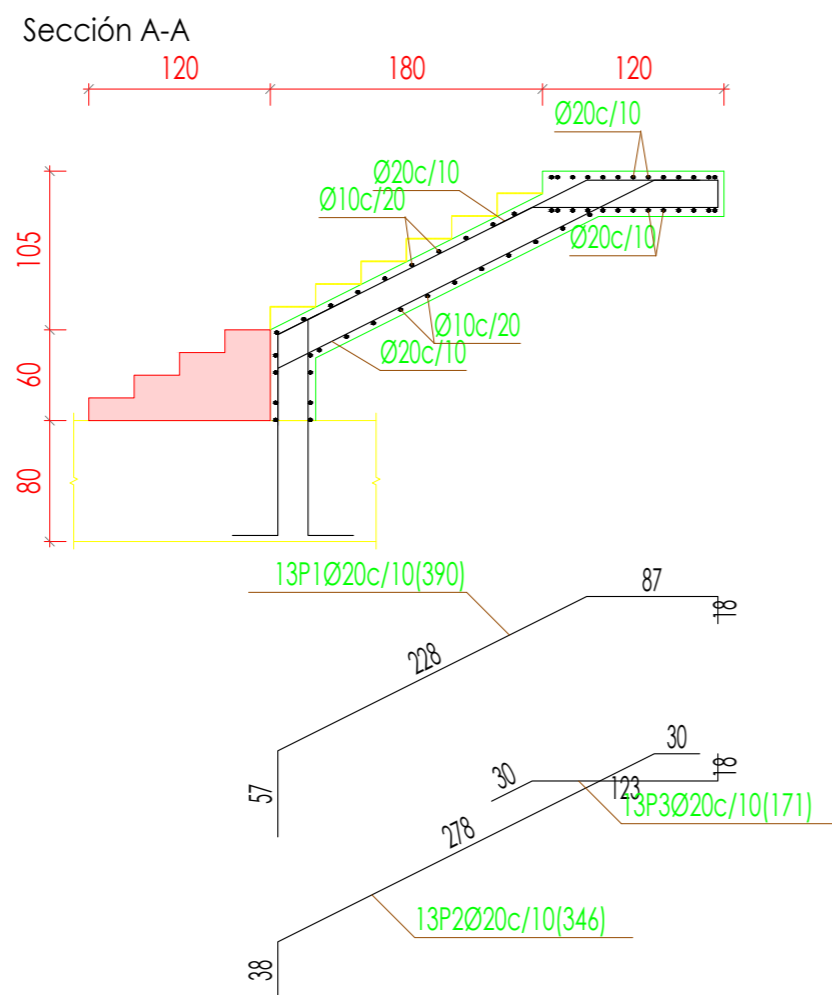 Sección A-A
120
180
120
Ø20c/10
Ø20c/10
Ø10c/20
Ø20c/10
105
Ø10c/20
Ø20c/10
60
80
13P1Ø20c/10(390)
87
18
228
57
30
18
30
123
13P3Ø20c/10(171)
278
13P2Ø20c/10(346)
38